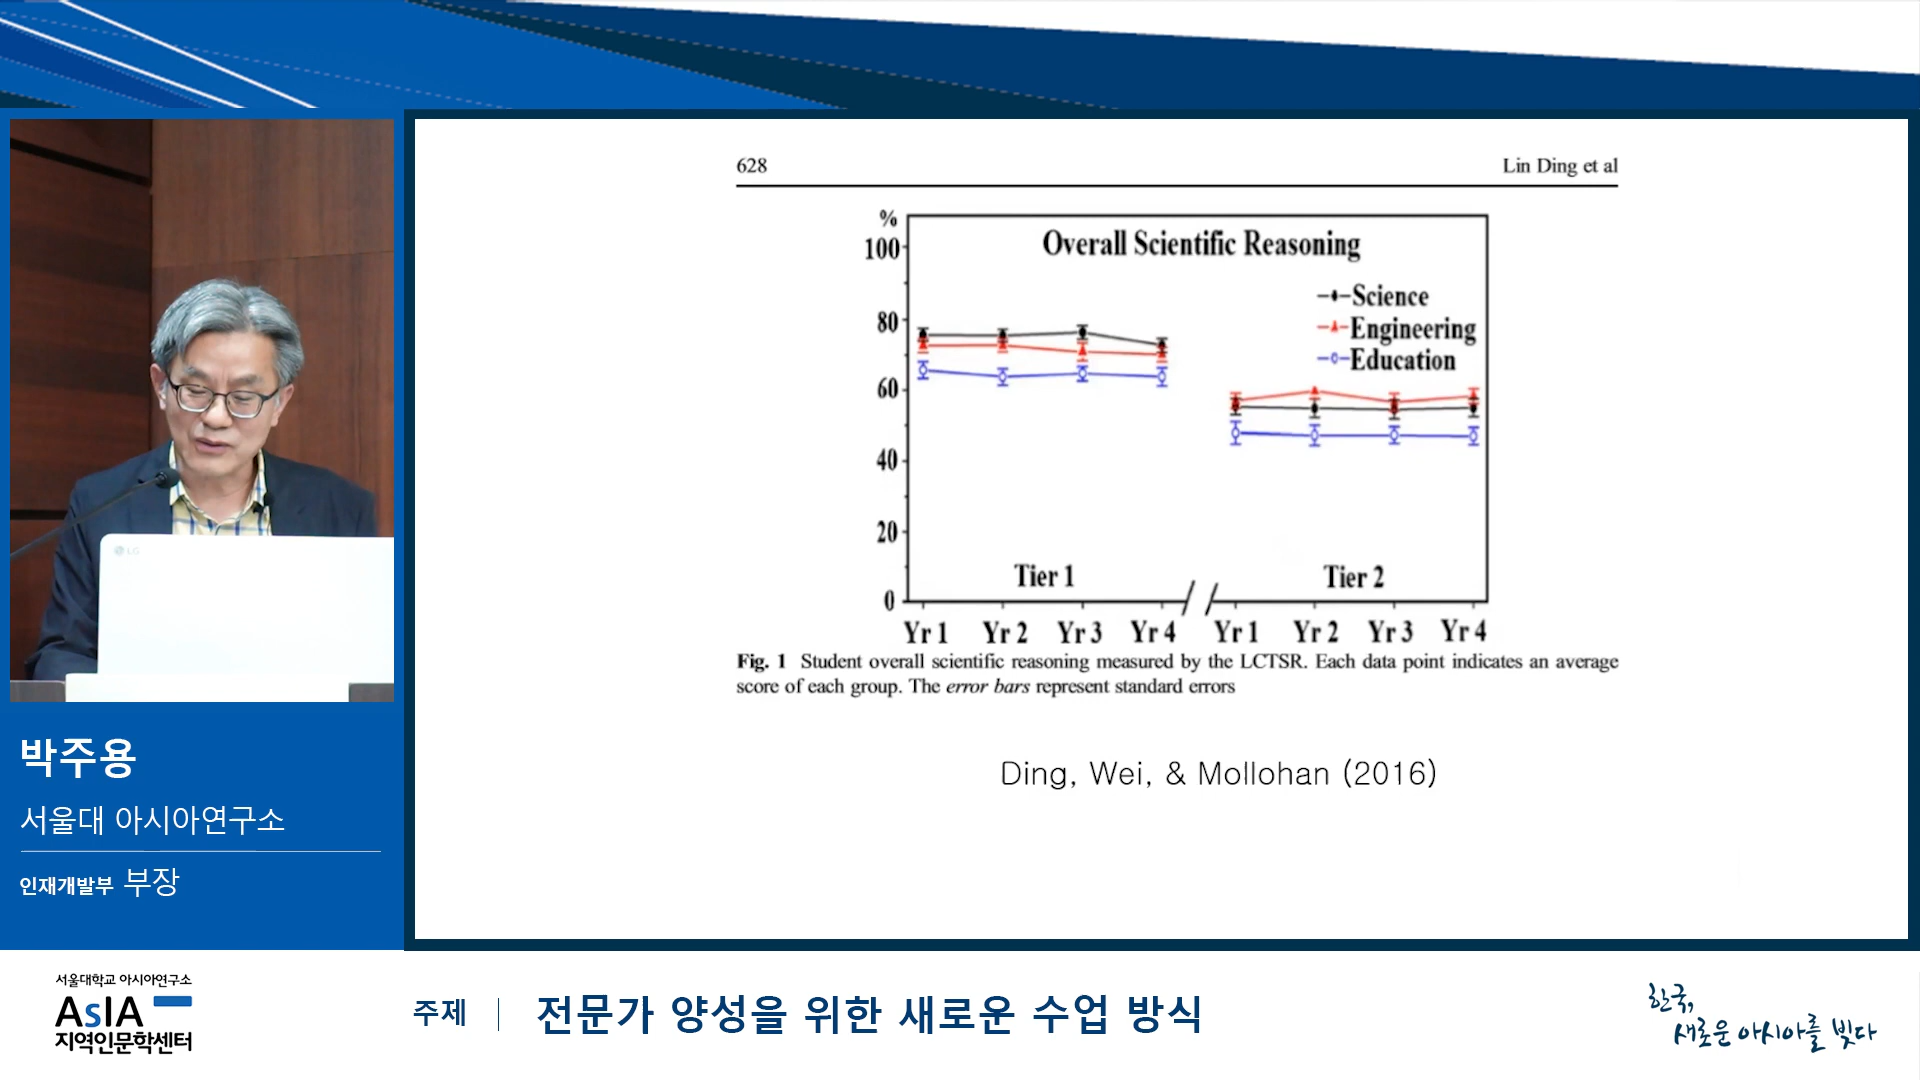 628
Lin Ding et al
%
Overall Scientific Reasoning
100
80
60
40
20
0
Science
Engineering
Education
Tier 1
Tier 2
Yr 1 Yr 2 Yr 3 Yr 4 Yr 1 Yr 2 Yr 3 Yr 4
Fig. 1 Student overall scientific reasoning measured by the LCTSR. Each data point indicates an average
score of each group. The error bars represent standard errors
Ding, Wei, & Mollohan (2016)
LG
박주용
서울대 아시아연구소
인재개발부 부장
서울대학교 아시아연구소
AsIA
지역인문학센터
주제 | 전문가 양성을 위한 새로운 수업 방식
한국,
새로운 아시아를 빚다